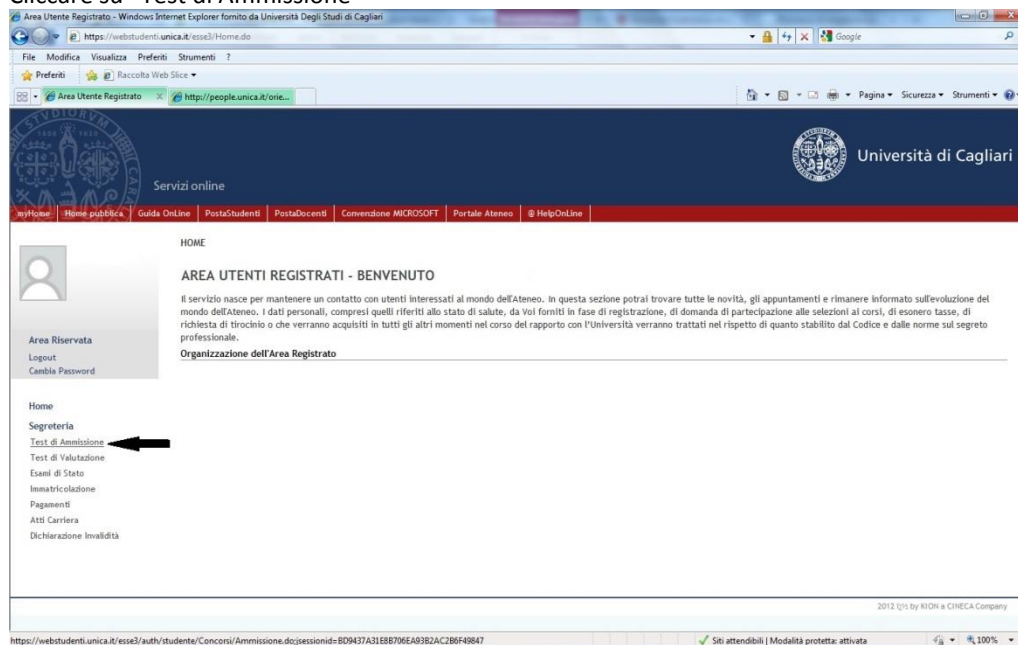 Cliccare su "Test di Ammissione"
Area Utente Registrato - Windows Internet Explorer fornito da Università Degli Studi di Cagliari
https://webstudenti.unica.it/esse3/Home.do
Google
File Modifica Visualizza Preferiti Strumenti ?
Preferiti Raccolta Web Slice
Area Utente Registrato http://people.unica.it/orie...
Pagina Sicurezza Strumenti
Servizi online
Università di Cagliari
myHome Home pubblica Guida OnLine PostaStudenti PostaDocenti Convenzione MICROSOFT Portale Ateneo @ HelpOnLine
HOME
AREA UTENTI REGISTRATI - BENVENUTO
Il servizio nasce per mantenere un contatto con utenti interessati al mondo dell'Ateneo. In questa sezione potrai trovare tutte le novità, gli appuntamenti e rimanere informato sull'evoluzione del
mondo dell'Ateneo. I dati personali, compresi quelli riferiti allo stato di salute, da Voi forniti in fase di registrazione, di domanda di partecipazione alle selezioni ai corsi, di esonero tasse, di
richiesta di tirocinio o che verranno acquisiti in tutti gli altri momenti nel corso del rapporto con l'Università verranno trattati nel rispetto di quanto stabilito dal Codice e dalle norme sul segreto
professionale.
Organizzazione dell'Area Registrato
Area Riservata
Logout
Cambia Password
Home
Segreteria
Test di Ammissione
Test di Valutazione
Esami di Stato
Immatricolazione
Pagamenti
Atti Carriera
Dichiarazione Invalidità
2012 by KION a CINECA Company
https://webstudenti.unica.it/esse3/auth/studente/Concorsi/Ammissione.do;jsessionid=BD9437A31E8B706EA93B2AC2B6F49847
Siti attendibili | Modalità protetta: attivata
100%